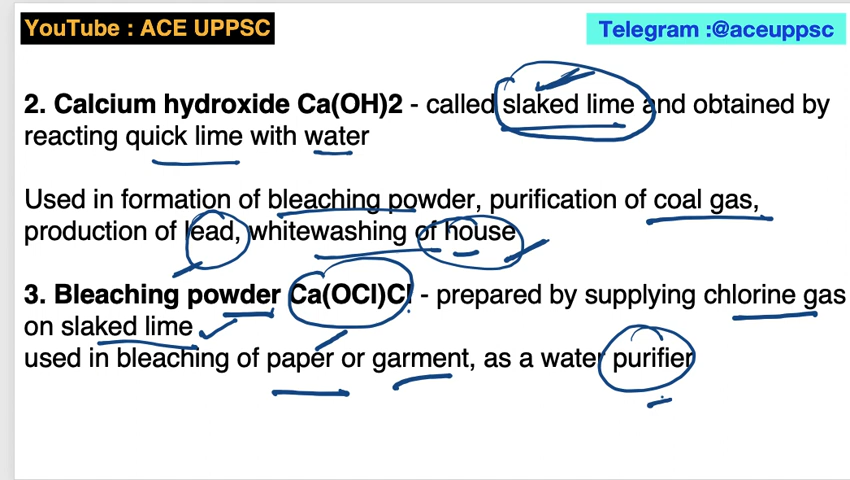 YouTube : ACE UPPSC
Telegram :@aceuppsc
2. Calcium hydroxide Ca(OH)2 - called slaked lime and obtained by
reacting quick lime with water
Used in formation of bleaching powder, purification of coal gas,
production of lead, whitewashing of house
3. Bleaching powder Ca(OCl)Cl - prepared by supplying chlorine gas
on slaked lime
used in bleaching of paper or garment, as a water purifier